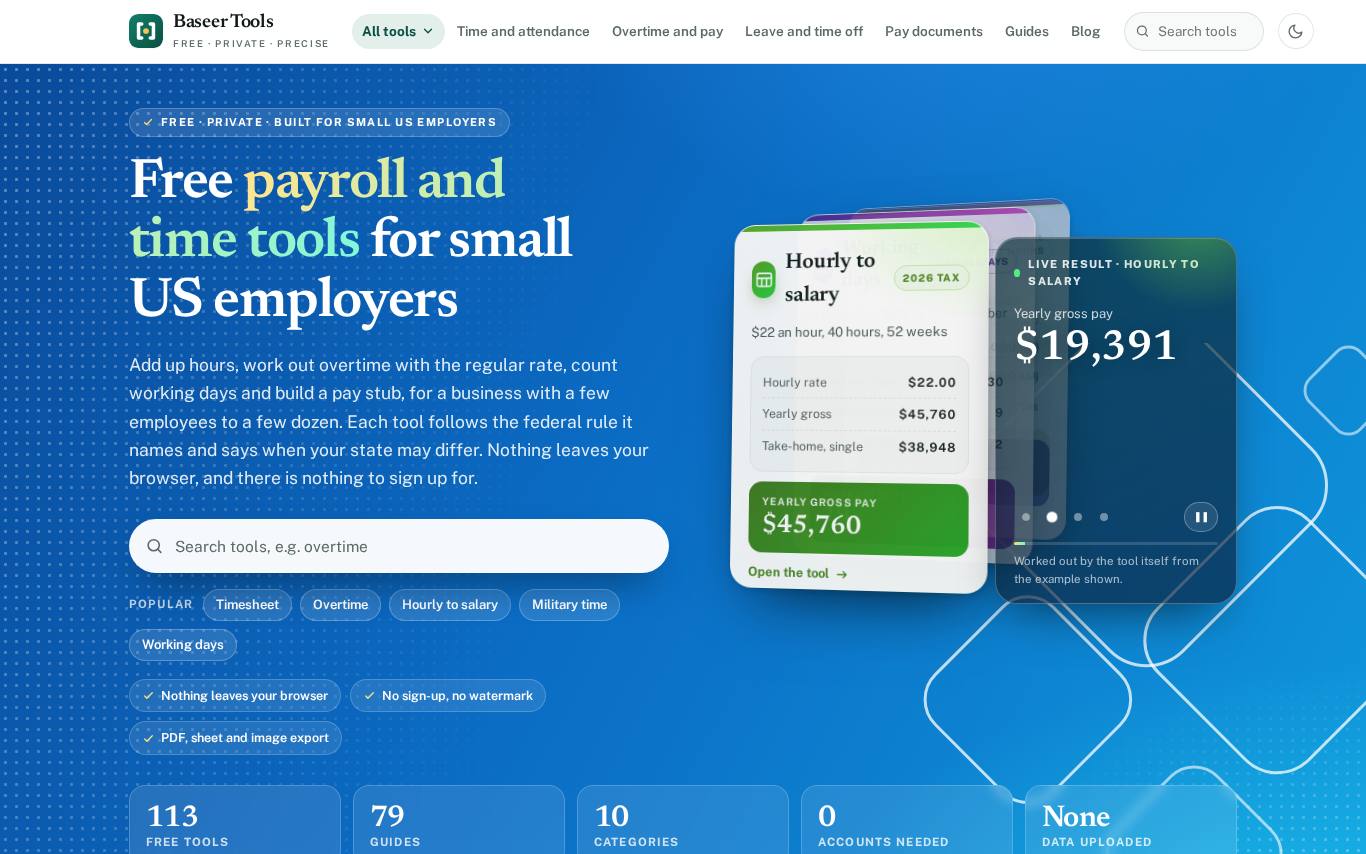 Baseer Tools
FREE · PRIVATE · PRECISE
All tools
Time and attendance
Overtime and pay
Leave and time off
Pay documents
Guides
Blog
Search tools
FREE · PRIVATE · BUILT FOR SMALL US EMPLOYERS
Free payroll and
time tools for small
US employers
Add up hours, work out overtime with the regular rate, count
working days and build a pay stub, for a business with a few
employees to a few dozen. Each tool follows the federal rule it
names and says when your state may differ. Nothing leaves your
browser, and there is nothing to sign up for.
Search tools, e.g. overtime
POPULAR
Timesheet
Overtime
Hourly to salary
Military time
Working days
Nothing leaves your browser
No sign-up, no watermark
PDF, sheet and image export
Hourly to
salary
2026 TAX
$22 an hour, 40 hours, 52 weeks
Hourly rate $22.00
Yearly gross $45,760
Take-home, single $38,948
YEARLY GROSS PAY
$45,760
Open the tool →
LIVE RESULT · HOURLY TO
SALARY
Yearly gross pay
$19,391
Worked out by the tool itself from
the example shown.
113
FREE TOOLS
79
GUIDES
10
CATEGORIES
0
ACCOUNTS NEEDED
None
DATA UPLOADED